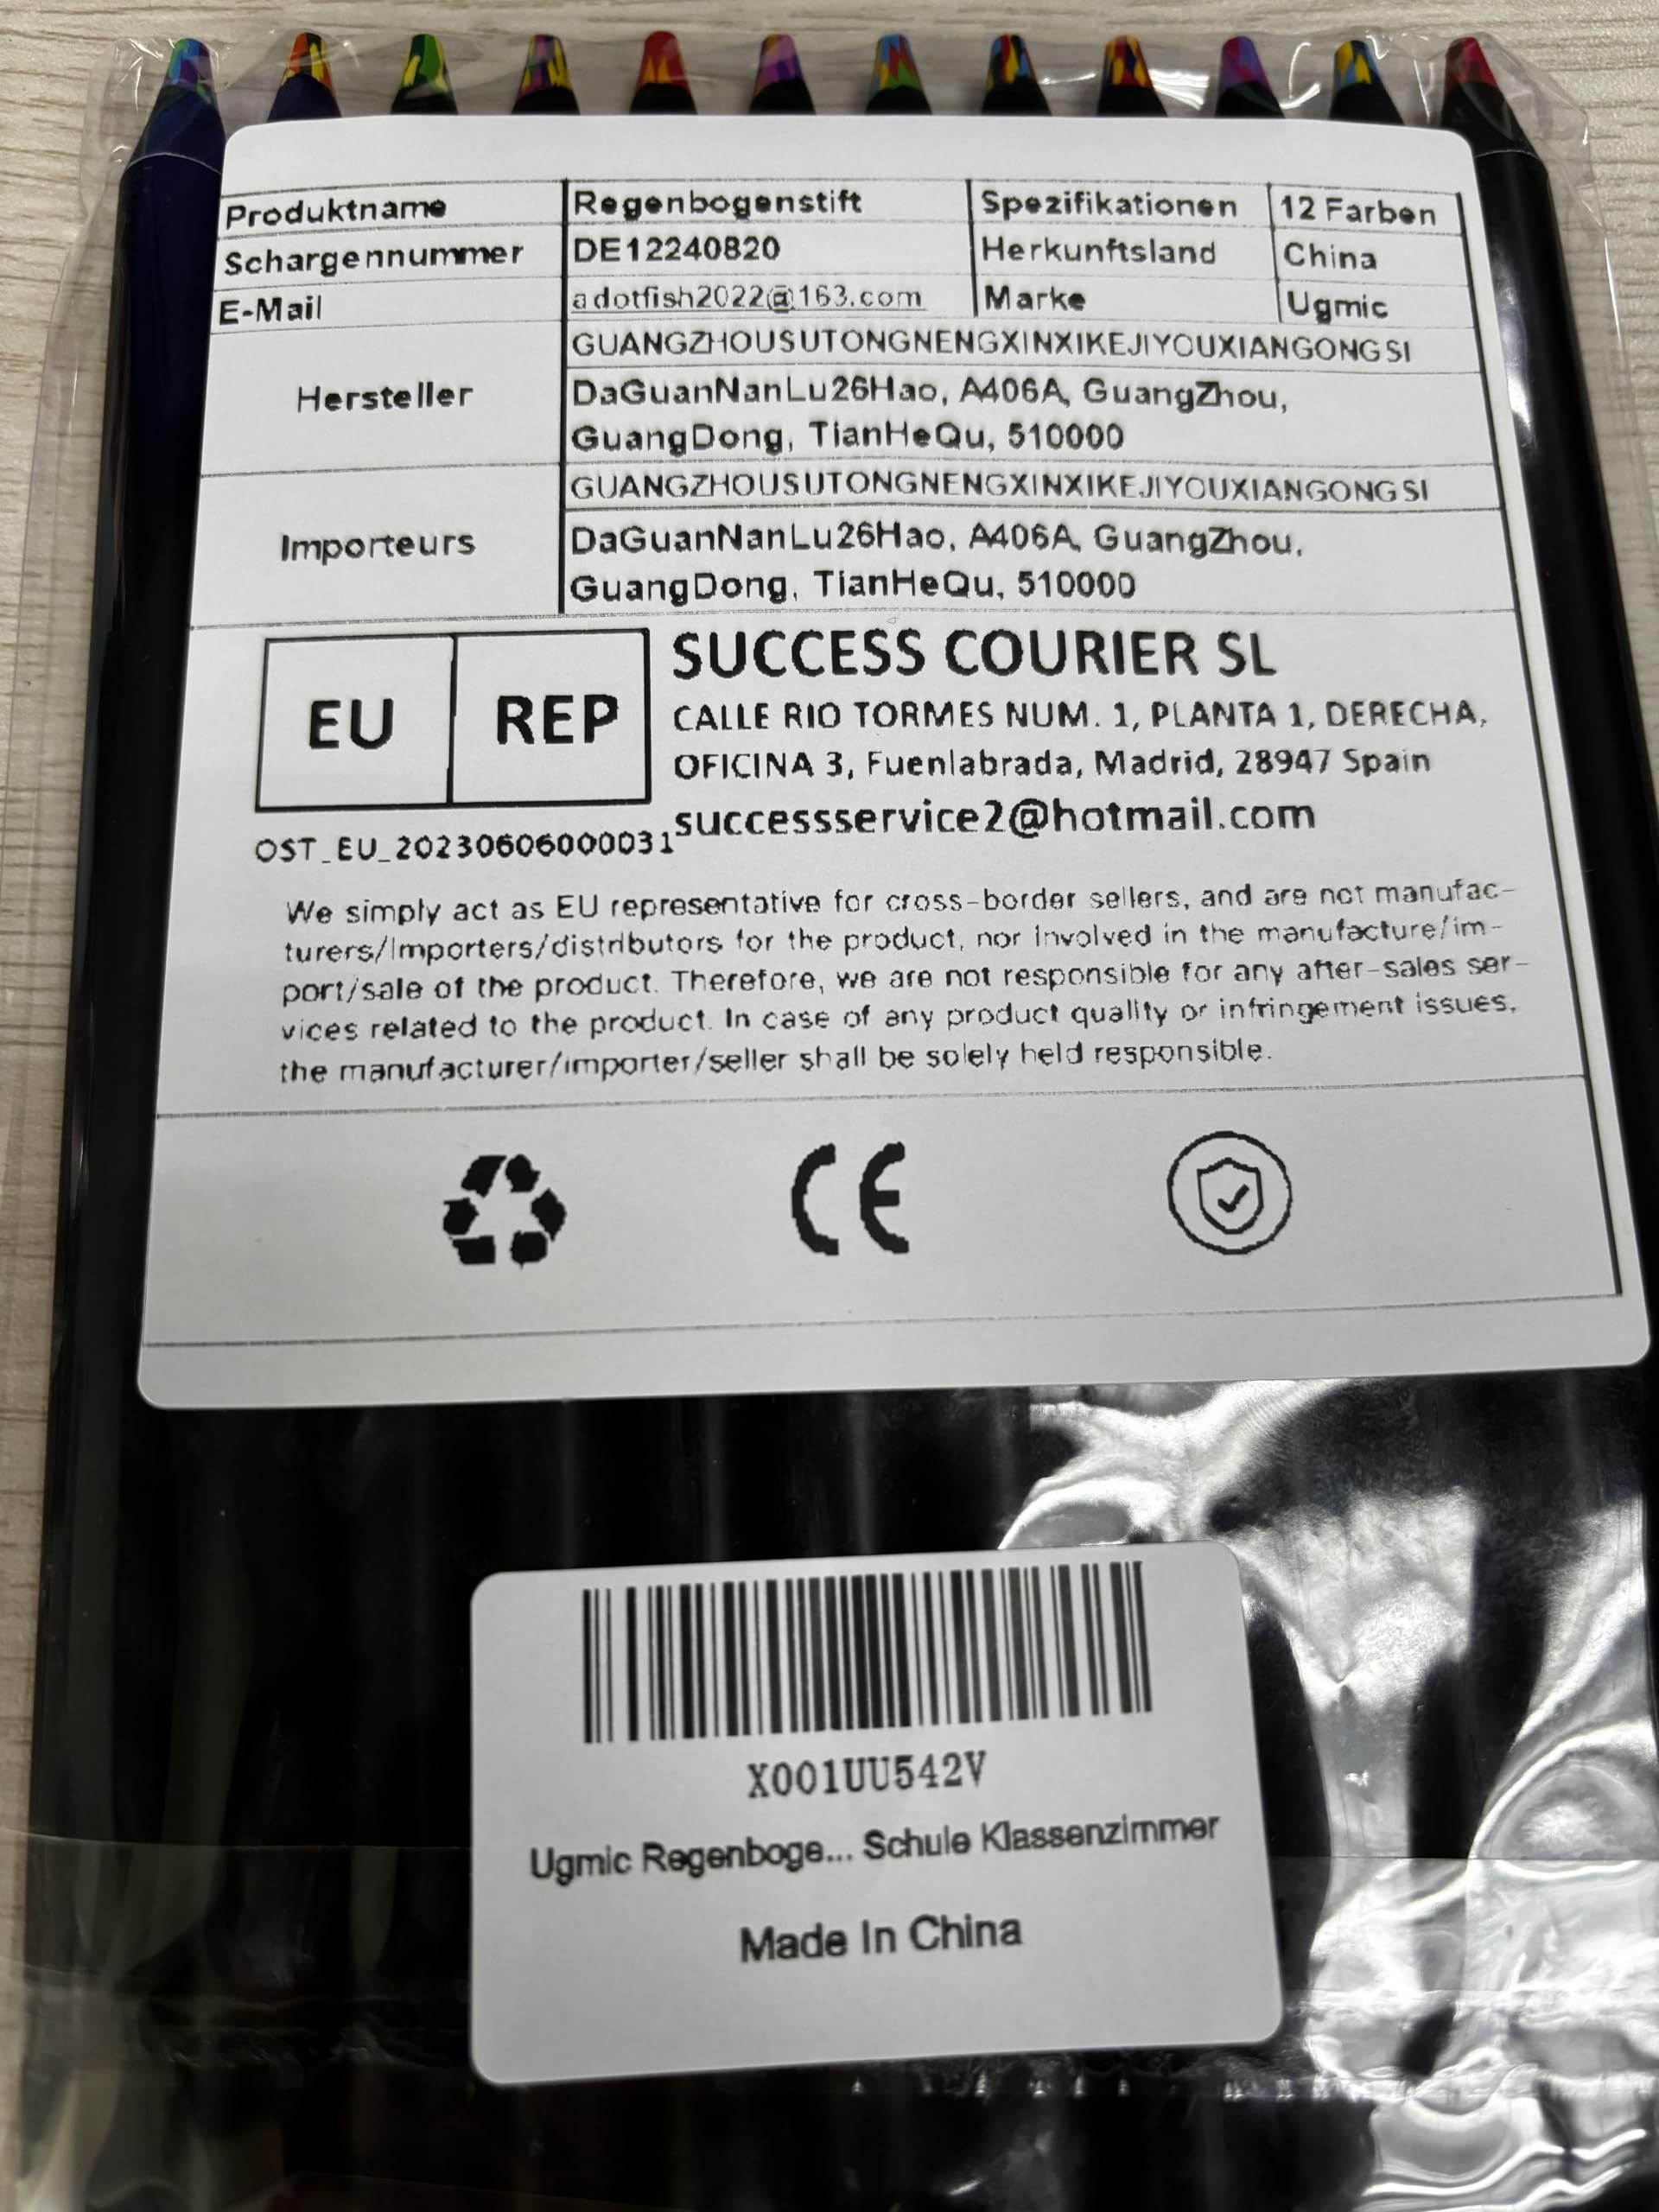 Produktname Regenbogenstift Spezifikationen 12 Farben
Schargennummer DE12240820 Herkunftsland China
E-Mail adotfish2022@163.com Marke Ugmic
Hersteller
GUANGZHOUSUTONGNENGXINXIKEJIYOUXIANGONGSI
DaGuanNanLu26Hao, A406A, GuangZhou,
GuangDong, TianHeQu, 510000
Importeurs
GUANGZHOUSUTONGNENGXINXIKEJIYOUXIANGONGSI
DaGuanNanLu26Hao, A406A, GuangZhou,
GuangDong, TianHeQu, 510000
EU REP
SUCCESS COURIER SL
CALLE RIO TORMES NUM. 1, PLANTA 1, DERECHA,
OFICINA 3, Fuenlabrada, Madrid, 28947 Spain
successservice2@hotmail.com
OST_EU_20230606000031
We simply act as EU representative for cross-border sellers, and are not manufac-
turers/importers/distributors for the product, nor involved in the manufacture/im-
port/sale of the product. Therefore, we are not responsible for any after-sales ser-
vices related to the product. In case of any product quality or infringement issues,
the manufacturer/importer/seller shall be solely held responsible.
CE
X001UU542V
Ugmic Regenboge... Schule Klassenzimmer
Made In China